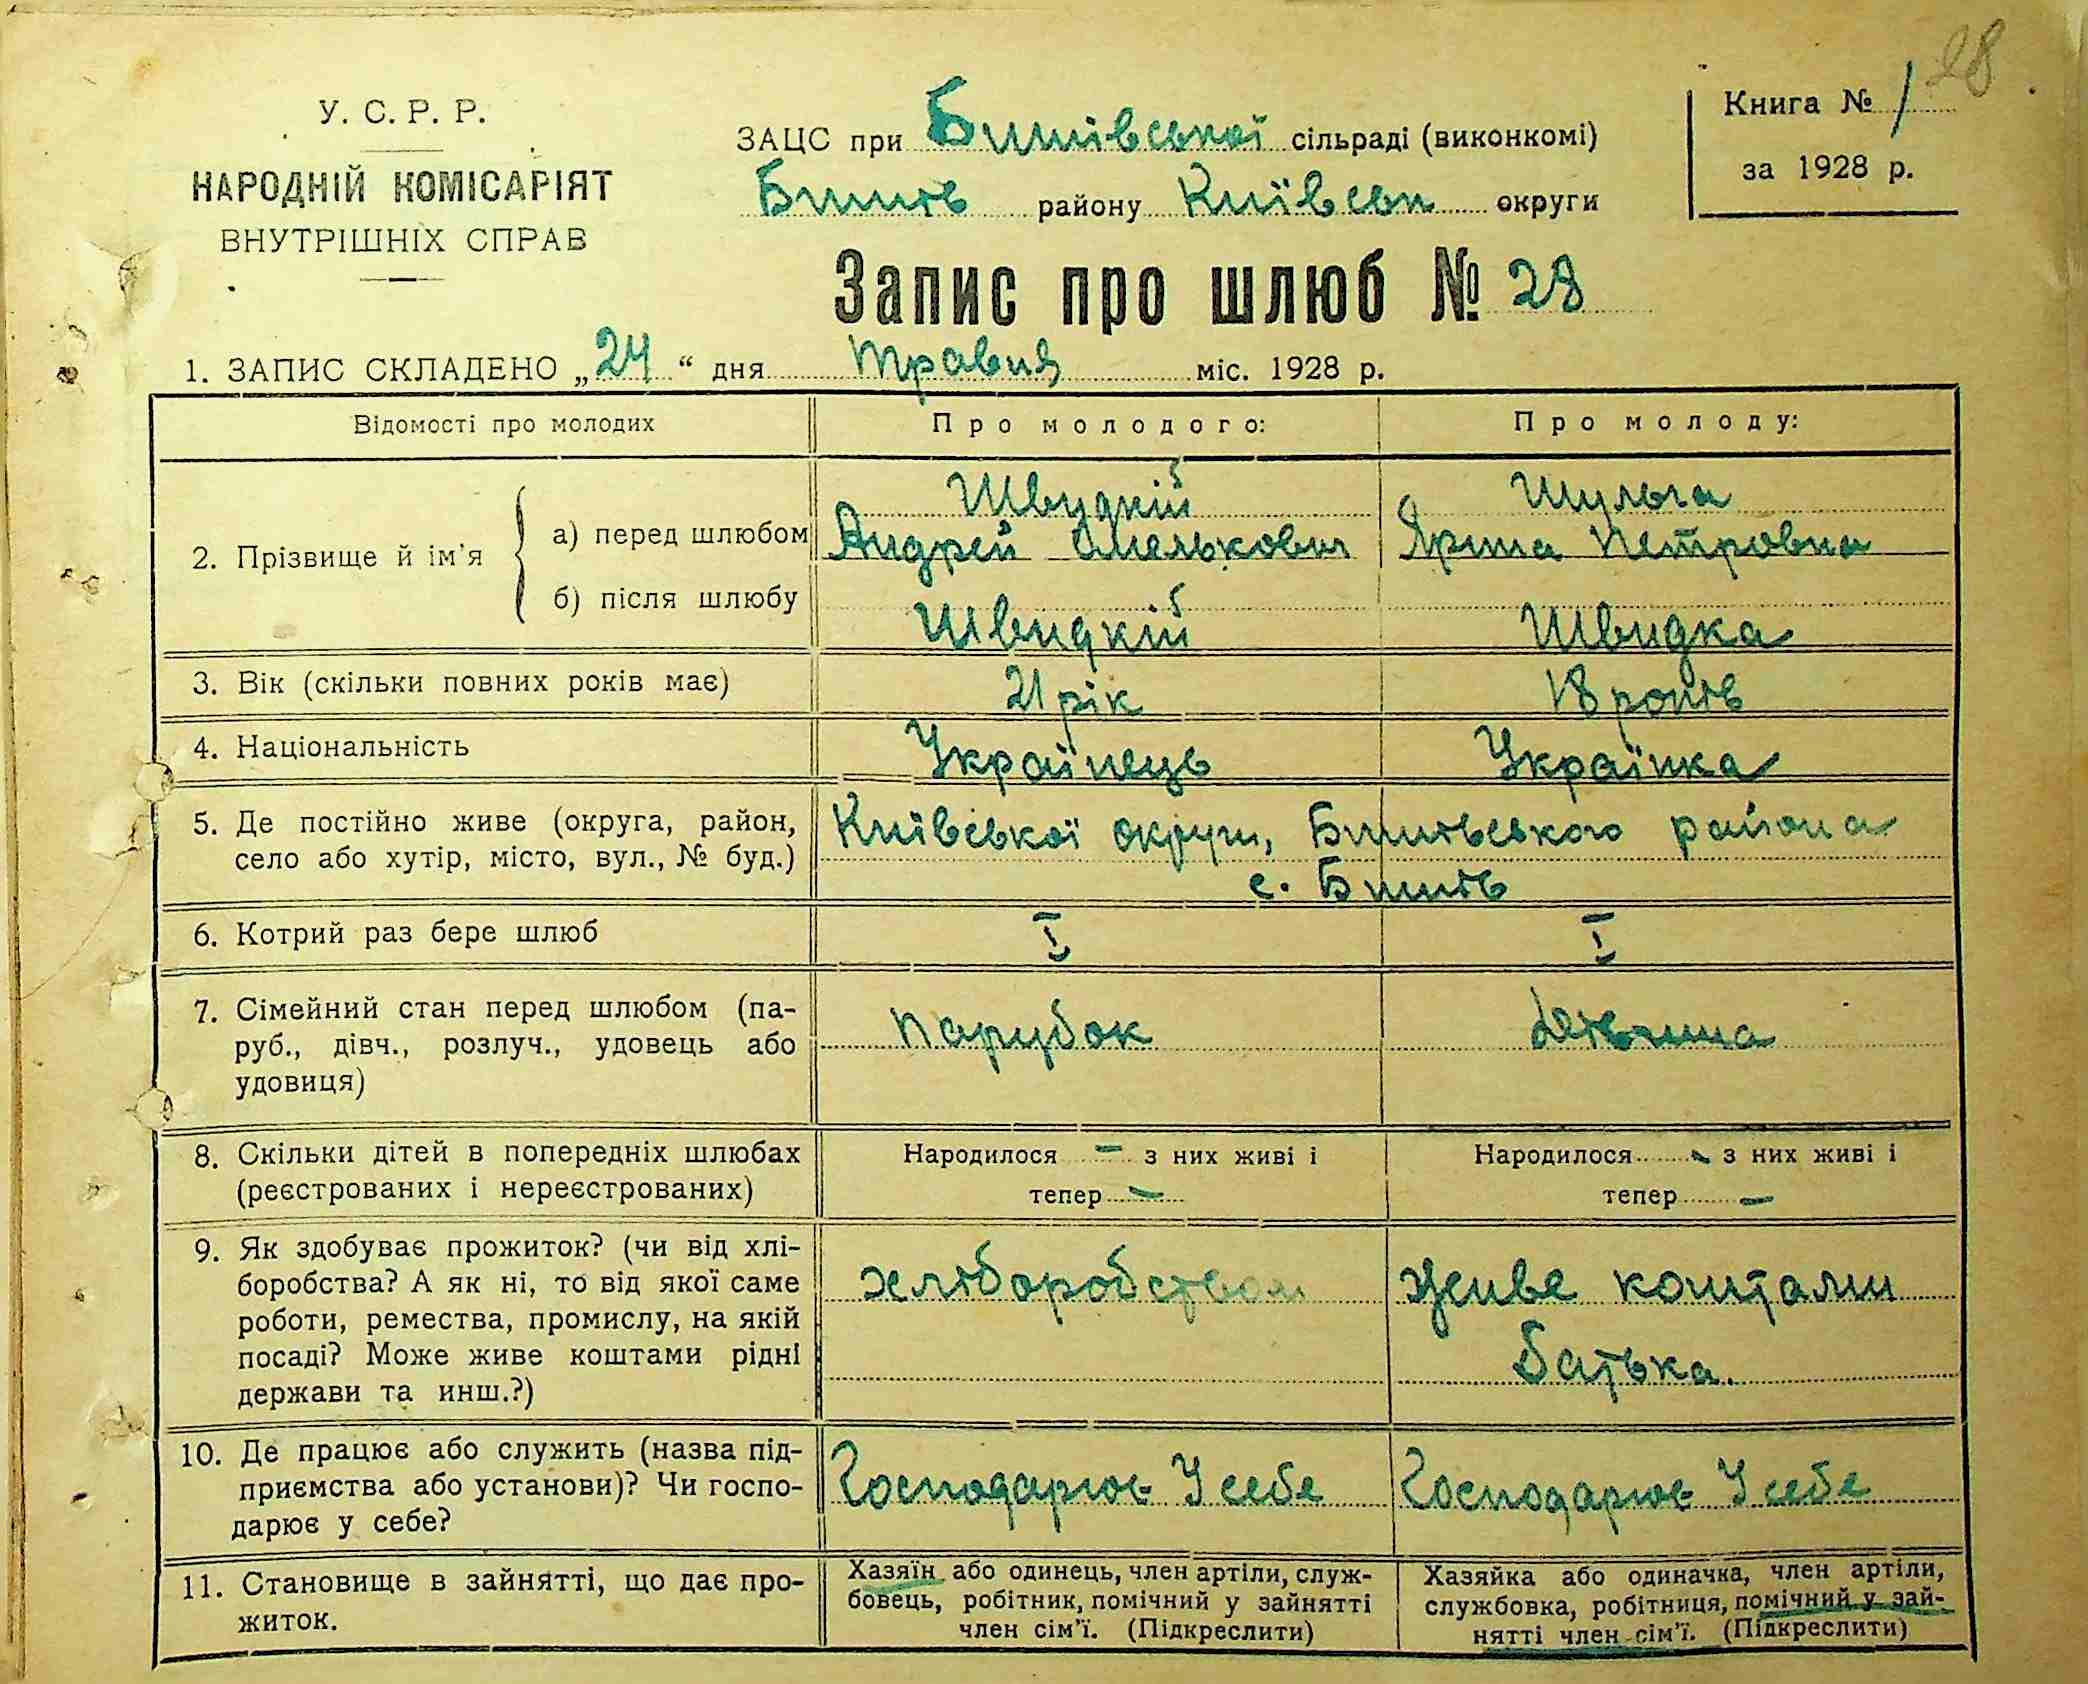 28
У. С. Р. Р.
НАРОДНІЙ КОМІСАРІЯТ
ВНУТРІШНІХ СПРАВ
ЗАЦС при Бишівської сільраді (виконкомі)
Бишів району Київськ округи
Книга № 1
за 1928 р.
Запис про шлюб № 28
1. ЗАПИС СКЛАДЕНО „24“ дня травня міс. 1928 р.
Відомості про молодих
Про молодого:
Про молоду:
2. Прізвище й ім'я
а) перед шлюбом
Швидкій
Андрей Омелькович
Шульга
Ярина Петровна
б) після шлюбу
Швидкій
Швидка
3. Вік (скільки повних років має)
21 рік
18 років
4. Національність
Українець
Українка
5. Де постійно живе (округа, район,
село або хутір, місто, вул., № буд.)
Київської округи, Бишівського района
с. Бишів
6. Котрий раз бере шлюб
I
I
7. Сімейний стан перед шлюбом (па-
руб., дівч., розлуч., удовець або
удовиця)
парубок
Дівчина
8. Скільки дітей в попередніх шлюбах
(реєстрованих і нереєстрованих)
Народилося — з них живі і
тепер —
Народилося — з них живі і
тепер —
9. Як здобуває прожиток? (чи від хлі-
боробства? А як ні, то від якої саме
роботи, ремества, промислу, на якій
посаді? Може живе коштами рідні
держави та инш.?)
хліборобством
живе коштами
батька.
10. Де працює або служить (назва під-
приємства або установи)? Чи госпо-
дарює у себе?
Господарює У себе
Господарює У себе
11. Становище в зайнятті, що дає про-
житок.
Хазяїн або одинець, член артіли, служ-
бовець, робітник, помічний у зайнятті
член сім'ї. (Підкреслити)
Хазяйка або одиначка, член артіли,
службовка, робітниця, помічний у зай-
нятті член сім'ї. (Підкреслити)